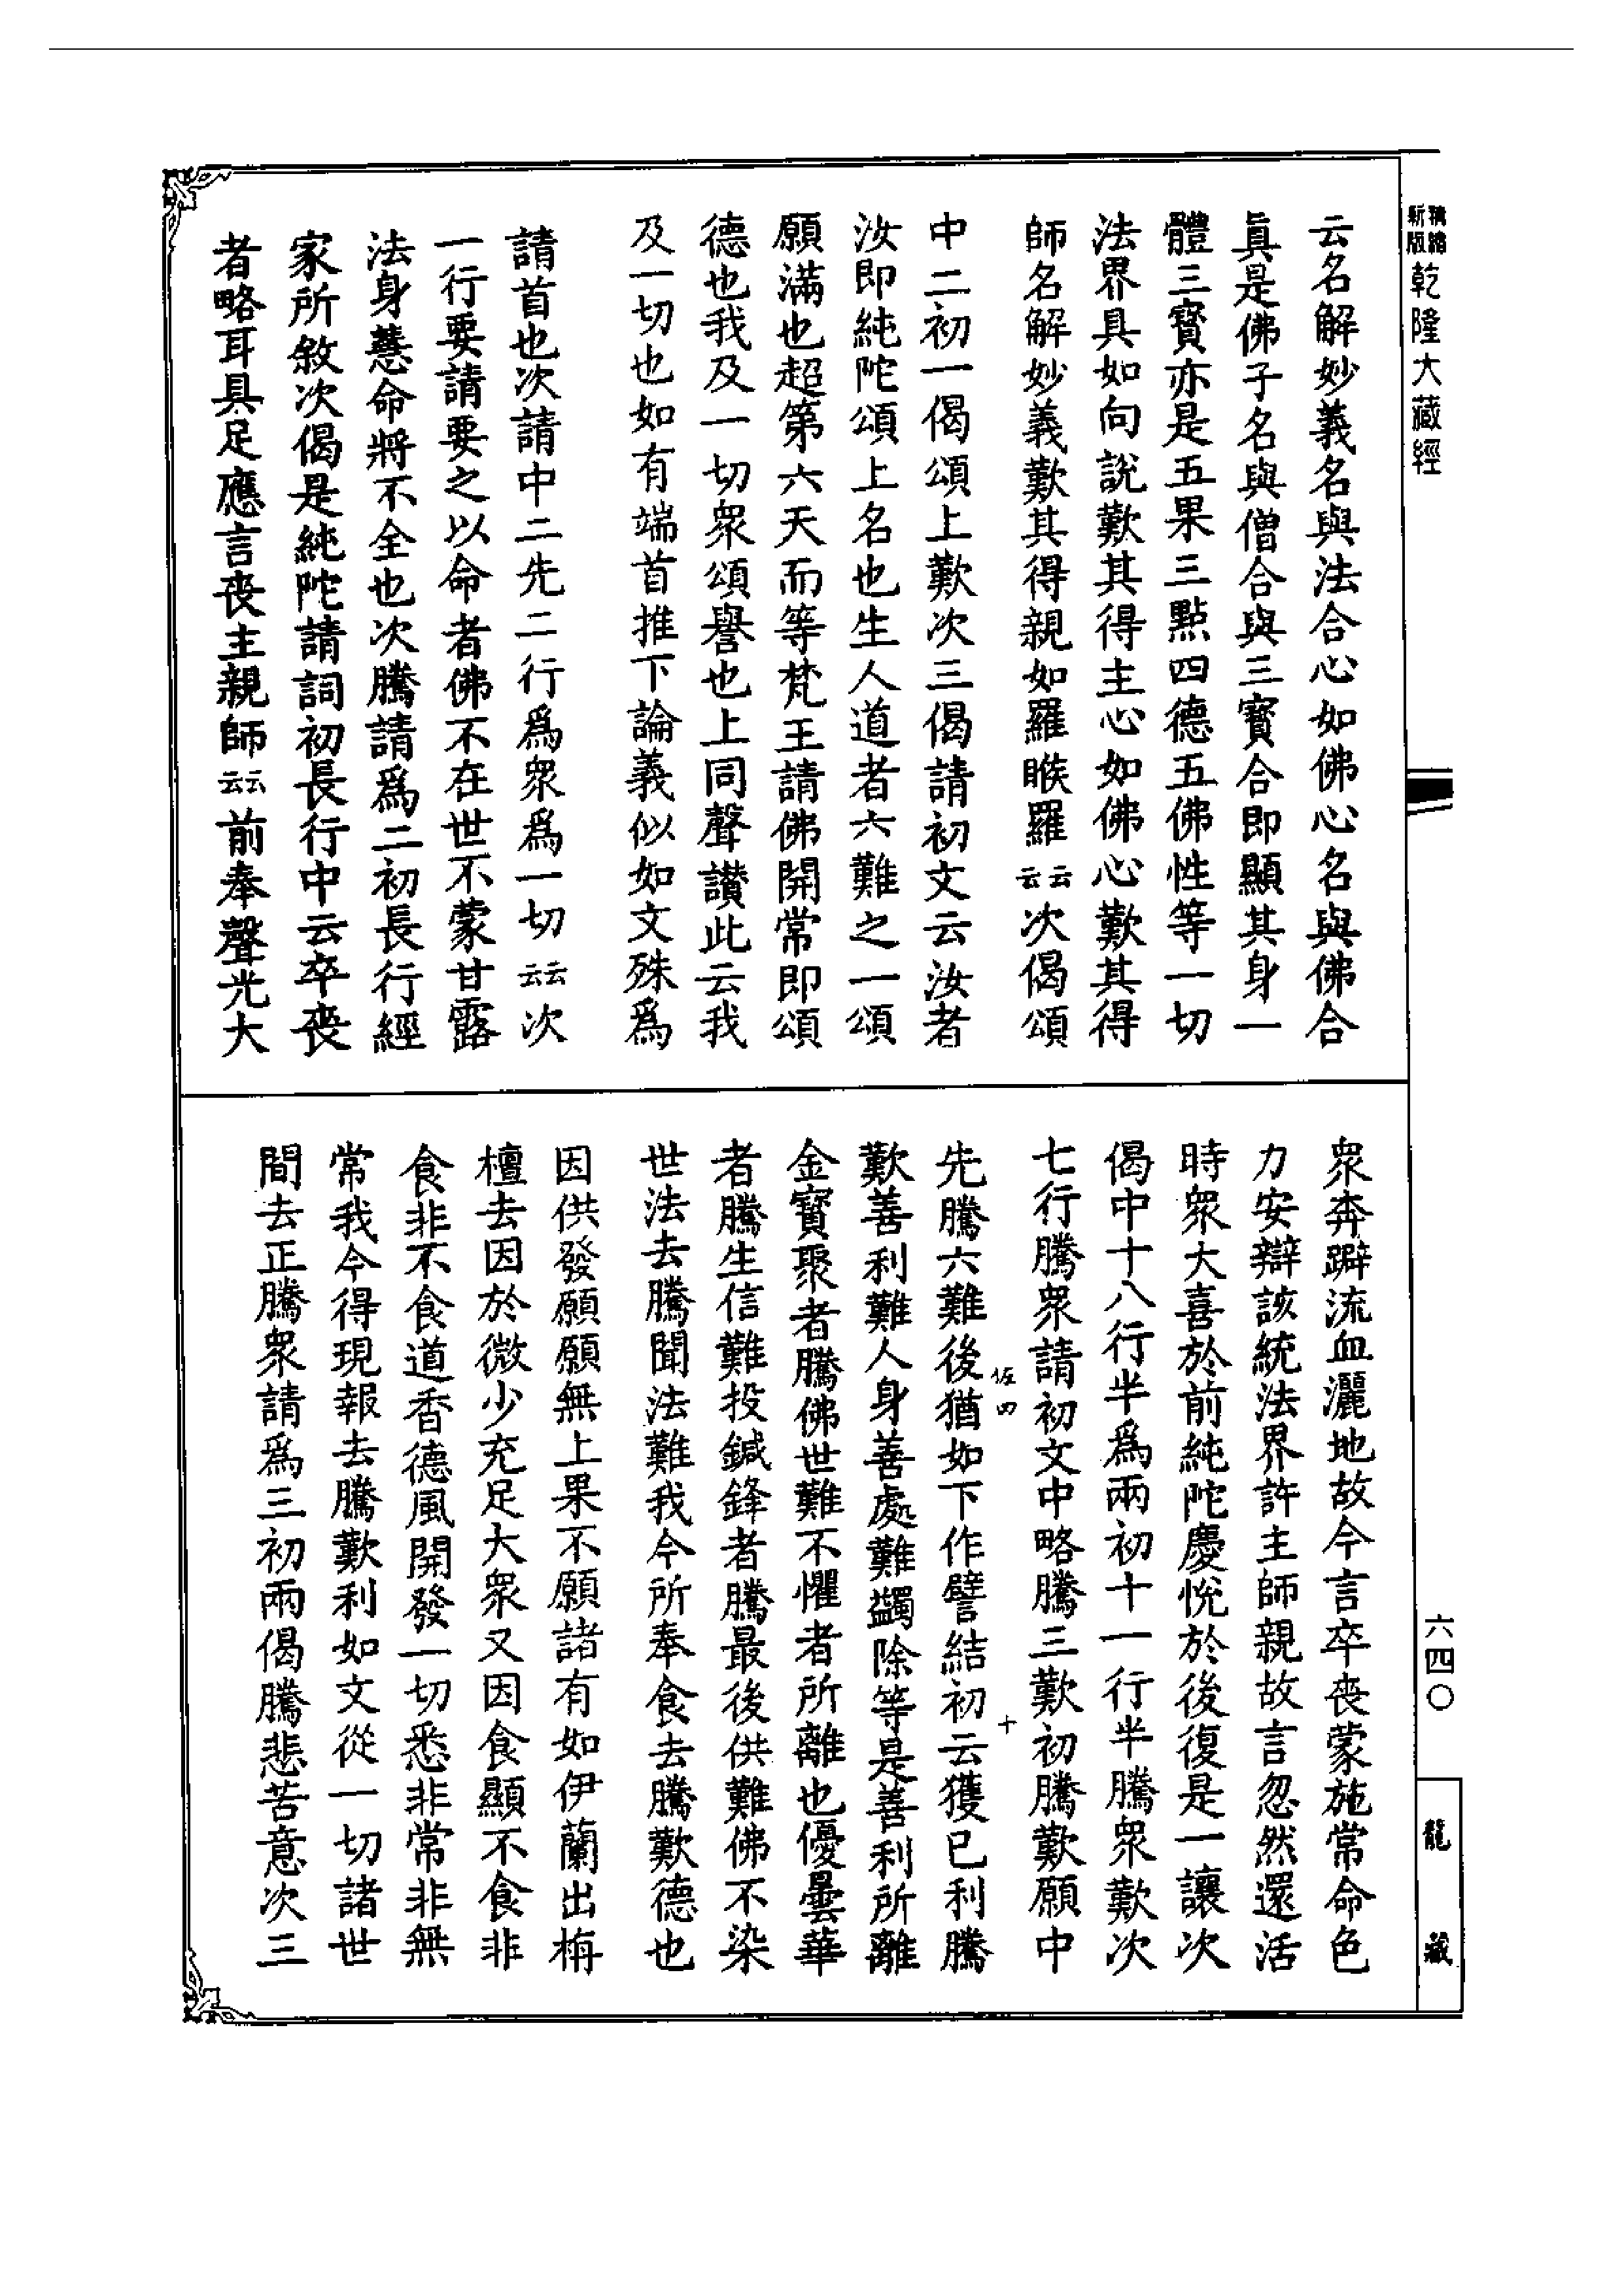 新版精縮乾隆大藏經
云名解妙義名與法合心如佛心名與佛合
眞是佛子名與僧合與三寳合即顯其身一
體三寳亦是五果三點四德五佛性等一切
法界具如向說歎其得主心如佛心歎其得
師名解妙義歎其得親如羅睺羅云云次偈頌
中二初一偈頌上歎次三偈請初文云汝者
汝即純陀頌上名也生人道者六難之一頌
願滿也超第六天而等梵王請佛開常即頌
德也我及一切衆頌譽也上同聲讃此云我
及一切也如有端首推下論義似如文殊爲
請首也次請中二先二行爲衆爲一切云云次
一行要請要之以命者佛不在世不蒙甘露
法身慧命將不全也次騰請爲二初長行經
家所敘次偈是純陀請詞初長行中云卒喪
者略耳具足應言喪主親師云云前奉聲光大
衆奔躃流血灑地故今言卒喪蒙施常命色
力安辯該統法界許主師親故言忽然還活
時衆大喜於前純陀慶悅於後復是一讓次
偈中十八行半爲兩初十一行半騰衆歎次
七行騰衆請初文中略騰三歎初騰歎願中
先騰六難後猶如下作譬結初云獲已利騰
歎善利難人身善處難蠲除等是善利所離
金寳聚者騰佛世難不懼者所離也優曇華
者騰生信難投鍼鋒者騰最後供難佛不染
世法去騰聞法難我今所奉食去騰歎德也
因供發願願無上果不願諸有如伊蘭出栴
檀去因於微少充足大衆又因食顯不食非
食非不食道香德風開發一切悉非常非無
常我今得現報去騰歎利如文從一切諸世
間去正騰衆請爲三初兩偈騰悲苦意次三
佐四
十
六四〇
龍藏